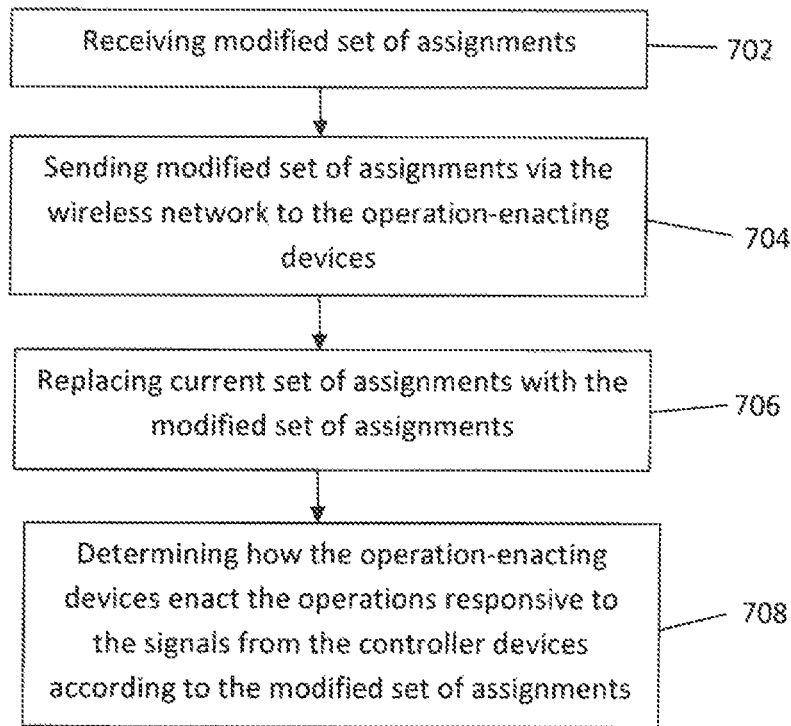 Receiving modified set of assignments
702
Sending modified set of assignments via the
wireless network to the operation-enacting
devices
704
Replacing current set of assignments with the
modified set of assignments
706
Determining how the operation-enacting
devices enact the operations responsive to
the signals from the controller devices
according to the modified set of assignments
708